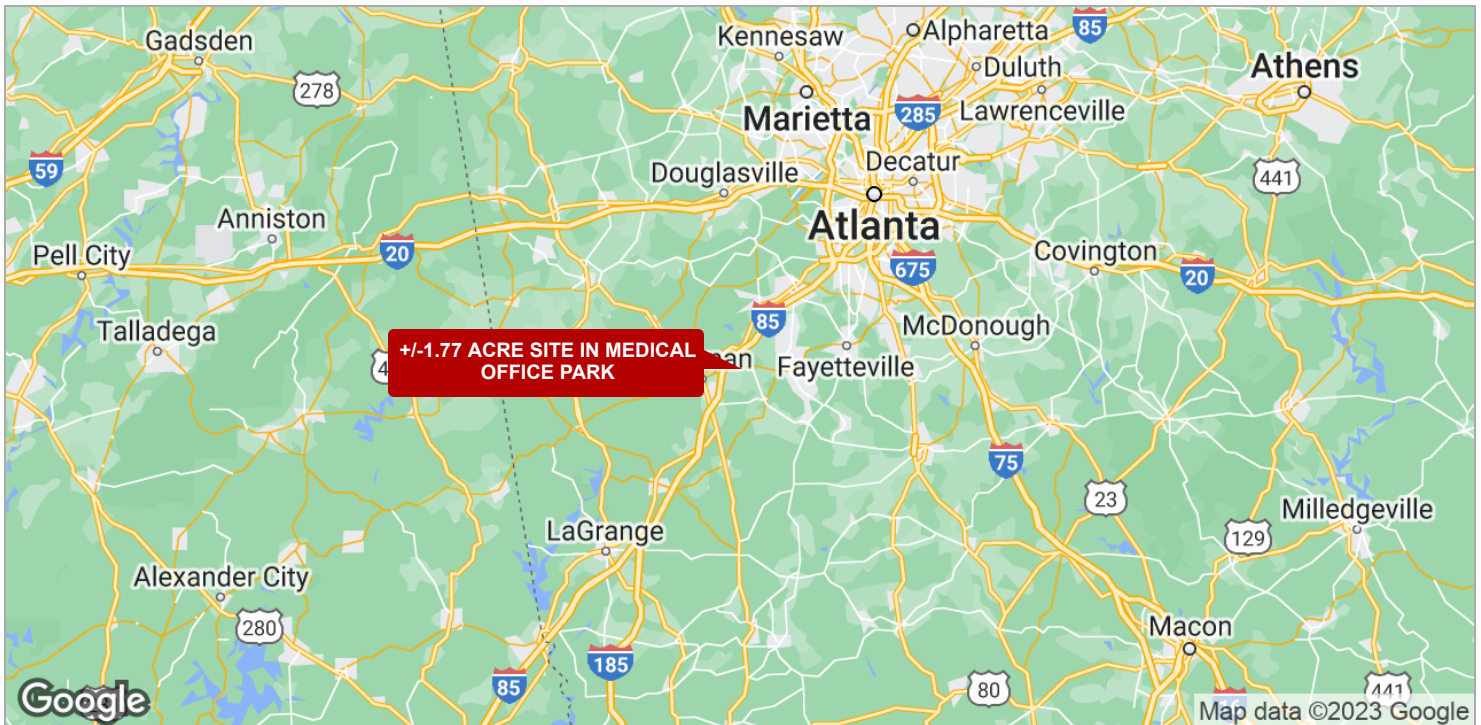 Gadsden
Kennesaw
Alpharetta
85
278
Duluth
Athens
Marietta
285
Lawrenceville
59
Douglasville
Decatur
441
Anniston
Atlanta
Pell City
20
675
Covington
20
Talladega
85
McDonough
+/-1.77 ACRE SITE IN MEDICAL
OFFICE PARK
Fayetteville
75
23
LaGrange
Milledgeville
129
Alexander City
280
Macon
185
85
80
441
Google
Map data ©2023 Google